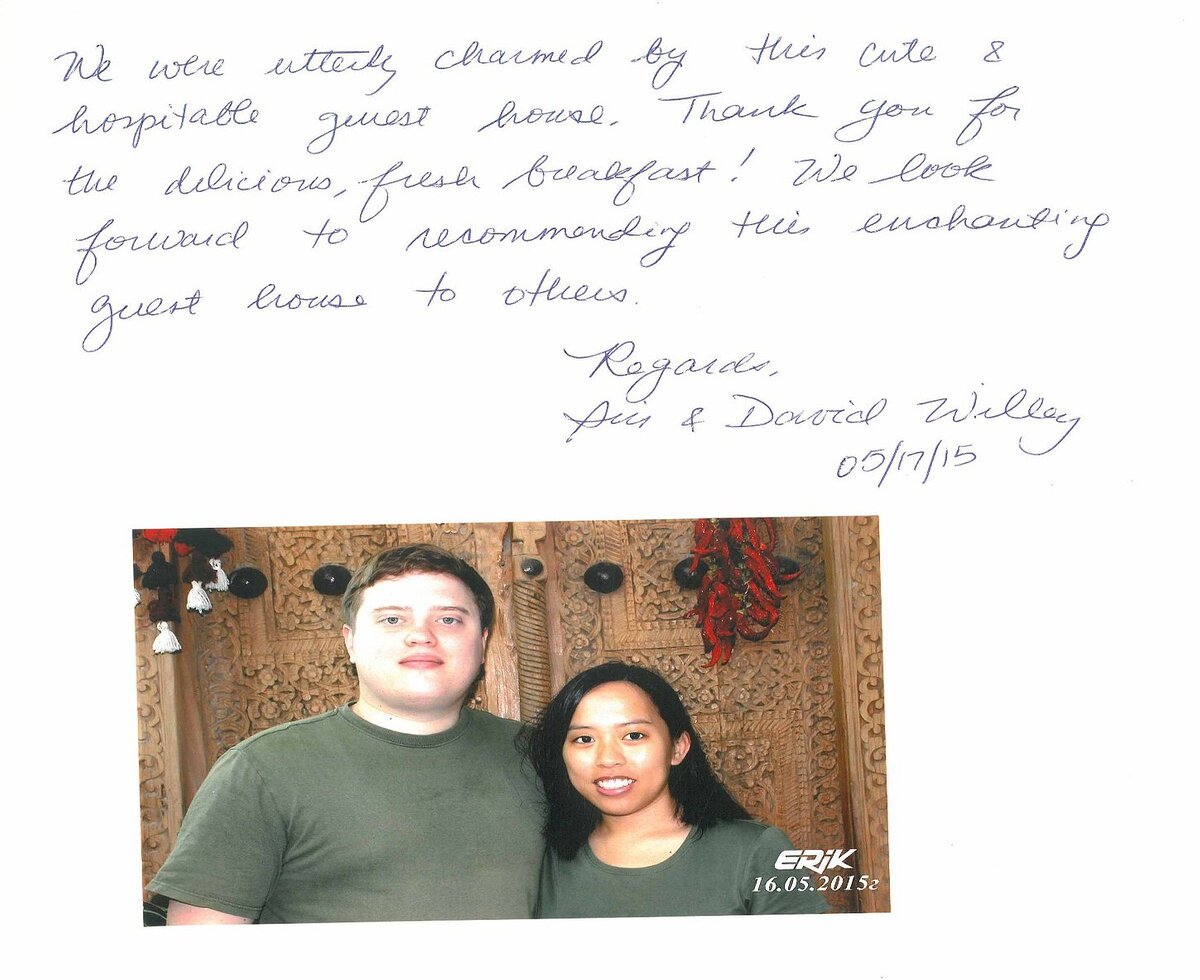 We were utterly charmed by this cute &
hospitable guest house. Thank you for
the delicious, fresh breakfast! We look
forward to recommending this enchanting
guest house to others.
Regards,
& David Willey
05/17/15
ERiK
16.05.2015г